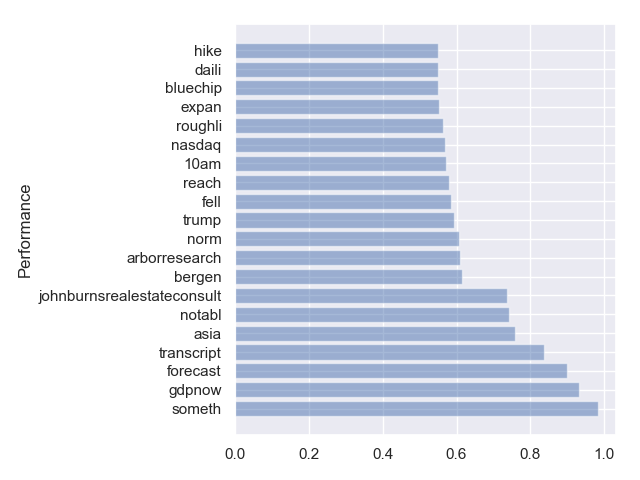 hike
daili
bluechip
expan
roughli
nasdaq
10am
reach
fell
trump
norm
arborresearch
bergen
johnburnsrealestateconsult
notabl
asia
transcript
forecast
gdpnow
someth
Performance
0.0 0.2 0.4 0.6 0.8 1.0